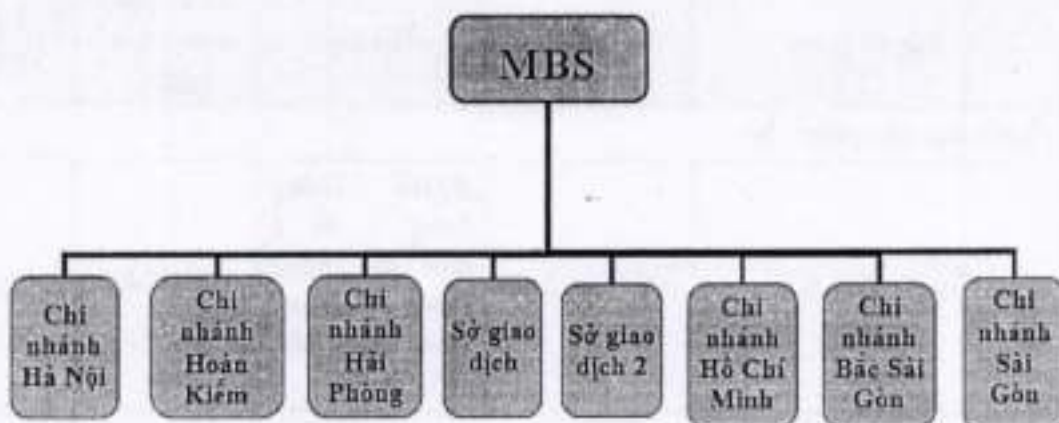 MBS
Chi
nhánh
Hà Nội
Chi
nhánh
Hoàn
Kiếm
Chi
nhánh
Hải
Phòng
Sở giao
dịch
Sở giao
dịch 2
Chi
nhánh
Hồ Chí
Minh
Chi
nhánh
Bắc Sài
Gòn
Chi
nhánh
Sài
Gòn